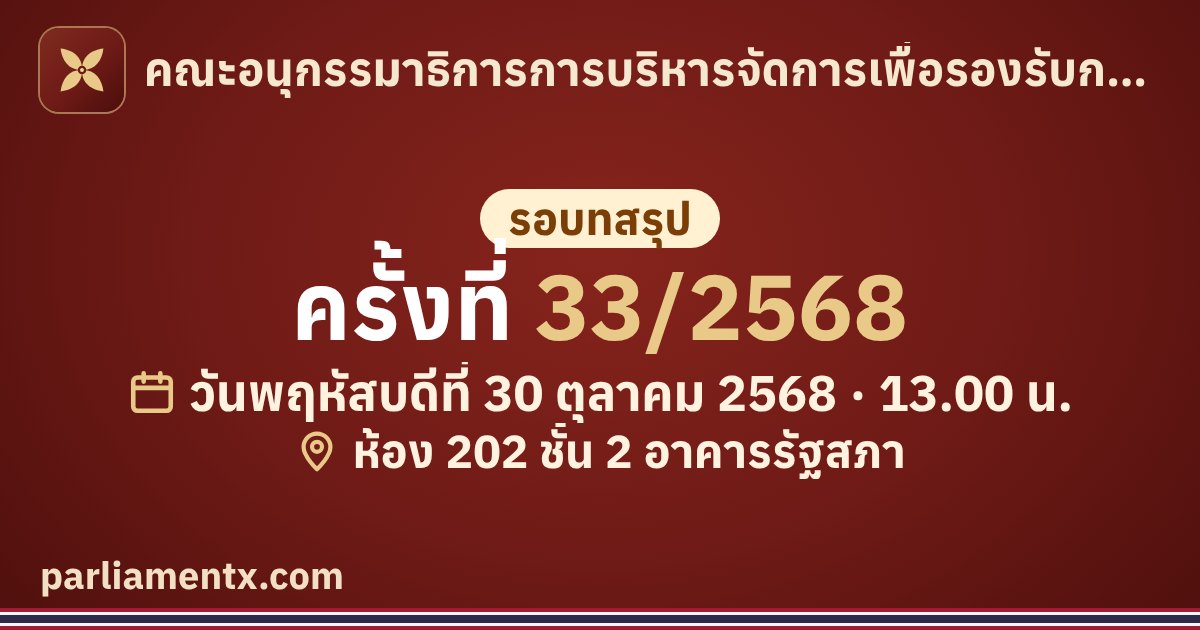 คณะอนุกรรมาธิการการบริหารจัดการเพื่อรองรับก...
รอบทสรุป
ครั้งที่ 33/2568
วันพฤหัสบดีที่ 30 ตุลาคม 2568 · 13.00 น.
ห้อง 202 ชั้น 2 อาคารรัฐสภา
parliamentx.com